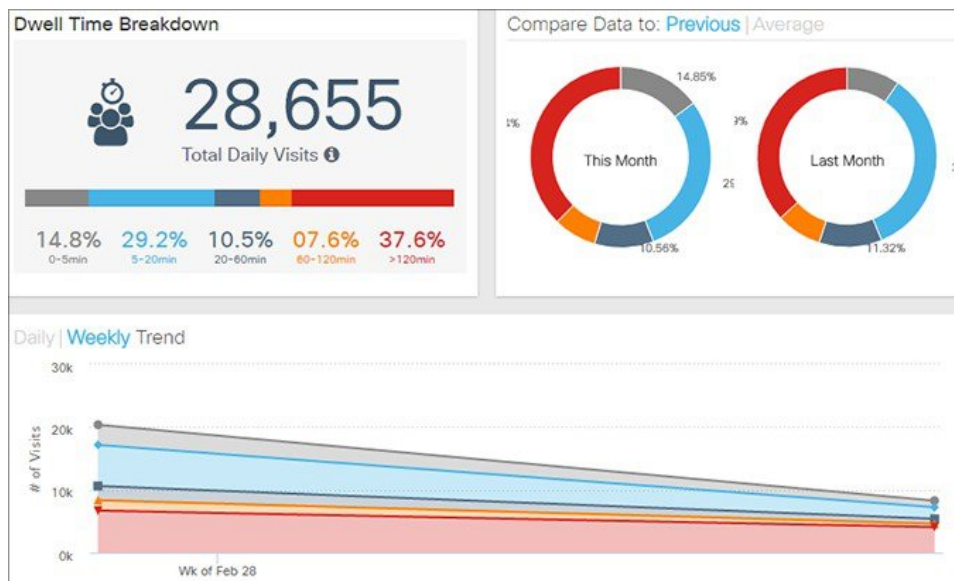 Dwell Time Breakdown
28,655
Total Daily Visits
14.8% 29.2% 10.5% 07.6% 37.6%
0-5min 5-20min 20-60min 60-120min >120min
Compare Data to: Previous | Average
14.85%
This Month
10.56%
9%
Last Month
11.32%
Daily | Weekly Trend
30k
20k
10k
0k
# of Visits
Wk of Feb 28